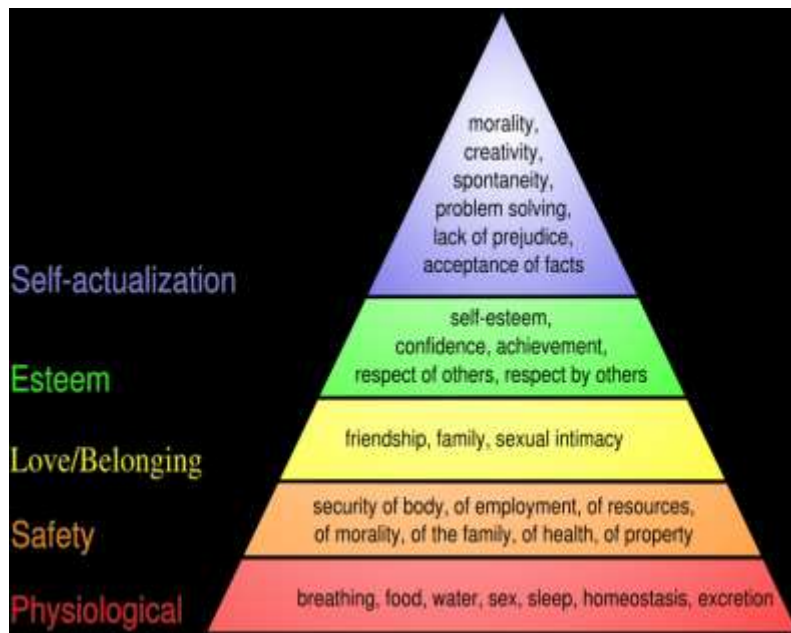 morality,
creativity,
spontaneity,
problem solving,
lack of prejudice,
acceptance of facts
Self-actualization
self-esteem,
confidence, achievement,
respect of others, respect by others
Esteem
friendship, family, sexual intimacy
Love/Belonging
security of body, of employment, of resources,
of morality, of the family, of health, of property
Safety
breathing, food, water, sex, sleep, homeostasis, excretion
Physiological